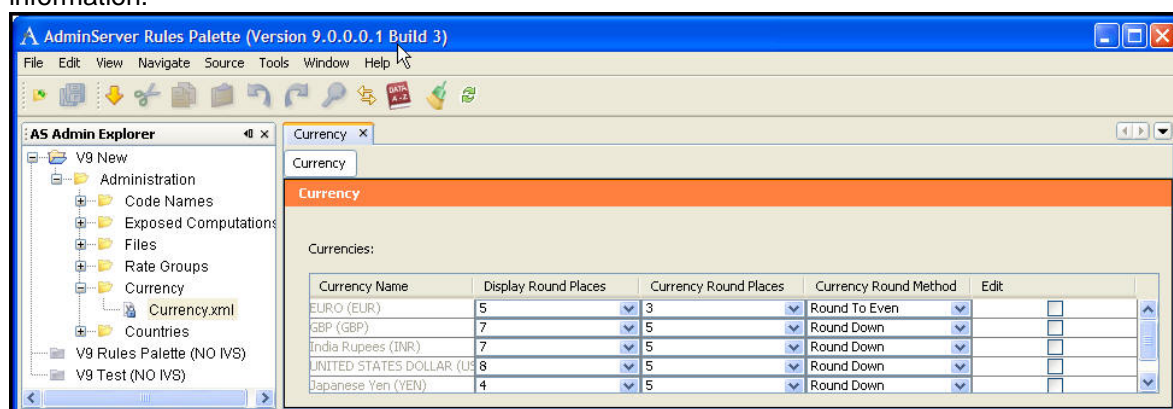 information.
AdminServer Rules Palette (Version 9.0.0.0.1 Build 3)
File Edit View Navigate Source Tools Window Help
DATA
A-Z
AS Admin Explorer
V9 New
Administration
Code Names
Exposed Computations
Files
Rate Groups
Currency
Currency.xml
Countries
V9 Rules Palette (NO IVS)
V9 Test (NO IVS)
Currency
Currency
Currency
Currencies:
Currency Name Display Round Places Currency Round Places Currency Round Method Edit
EURO (EUR) 5 3 Round To Even
GBP (GBP) 7 5 Round Down
India Rupees (INR) 7 5 Round Down
UNITED STATES DOLLAR (US 8 5 Round Down
Japanese Yen (YEN) 4 5 Round Down